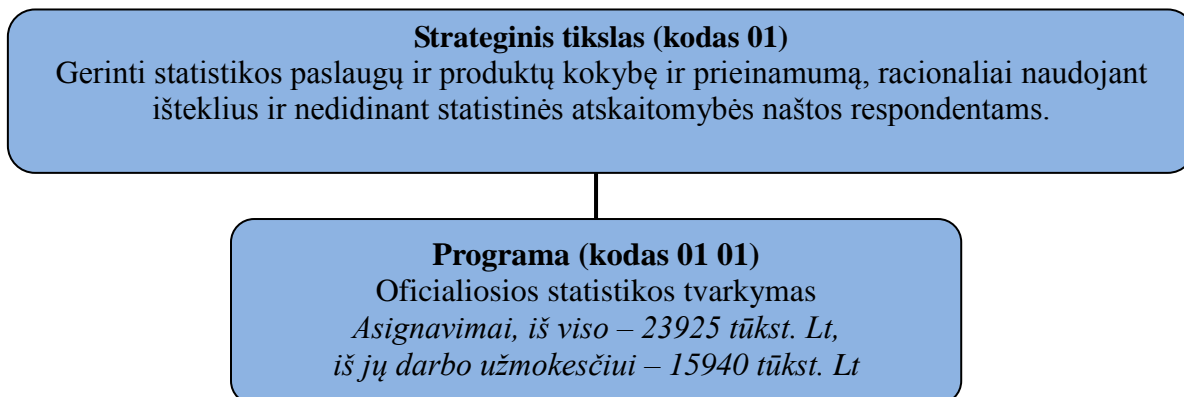 Strateginis tikslas (kodas 01)
Gerinti statistikos paslaugų ir produktų kokybę ir prieinamumą, racionaliai naudojant
išteklius ir nedidinant statistinės atskaitomybės naštos respondentams.
Programa (kodas 01 01)
Oficialiosios statistikos tvarkymas
Asignavimai, iš viso – 23925 tūkst. Lt,
iš jų darbo užmokesčiui – 15940 tūkst. Lt